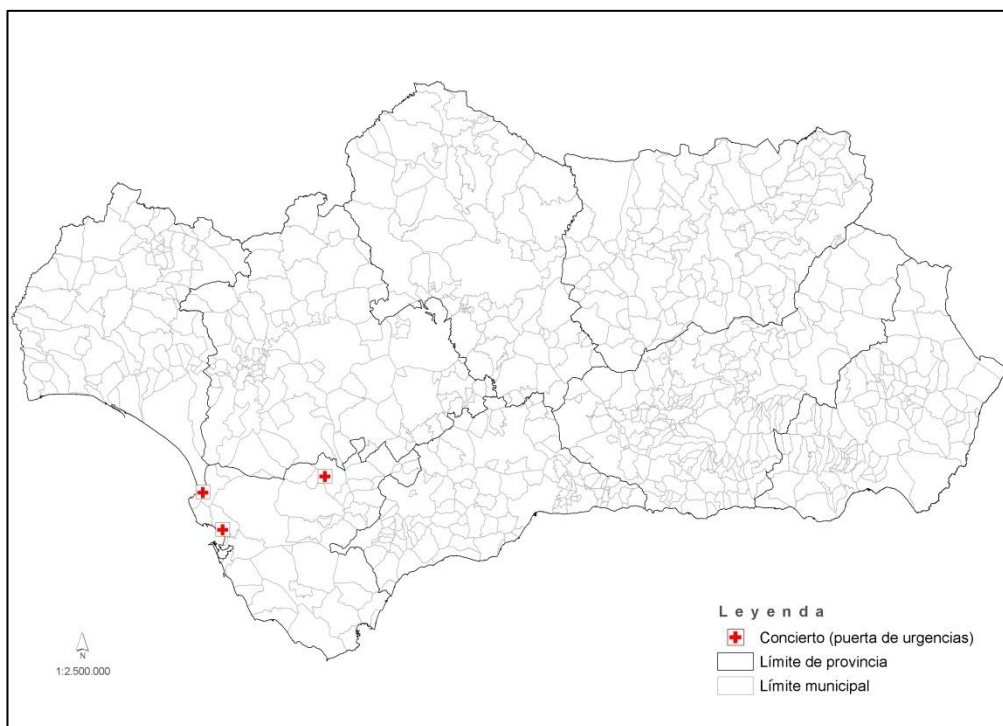 Leyenda
Concierto (puerta de urgencias)
Límite de provincia
Límite municipal
N
1:2.500.000